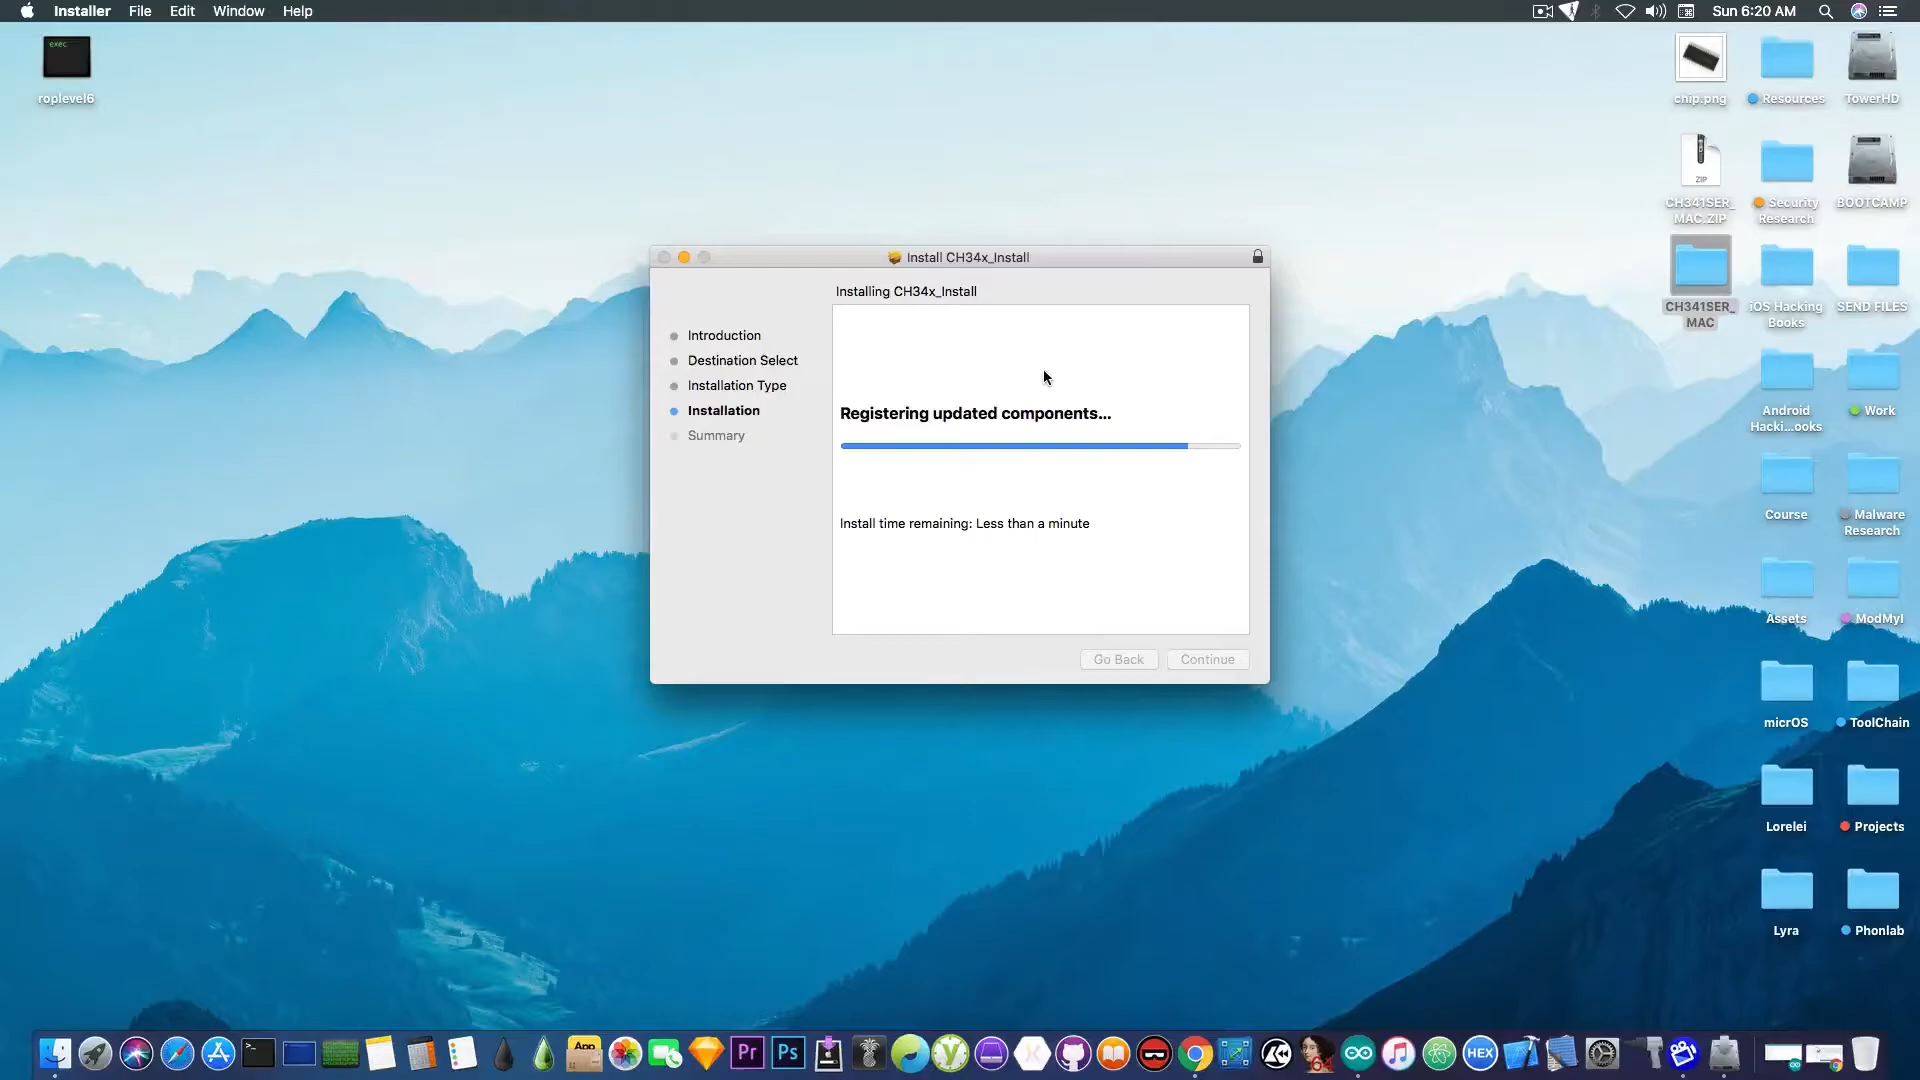 Installer File Edit Window Help
Sun 6:20 AM
exec
roplevel6
chip.png
Resources
TowerHD
ZIP
CH341SER_
MAC.ZIP
Security
Research
BOOTCAMP
CH341SER_
MAC
iOS Hacking
Books
SEND FILES
Android
Hacki...ooks
Work
Course
Malware
Research
Assets
ModMyI
micrOS
ToolChain
Lorelei
Projects
Lyra
Phonlab
Install CH34x_Install
Installing CH34x_Install
Introduction
Destination Select
Installation Type
Installation
Summary
Registering updated components...
Install time remaining: Less than a minute
Go Back
Continue
>_
App
Pr
Ps
HEX